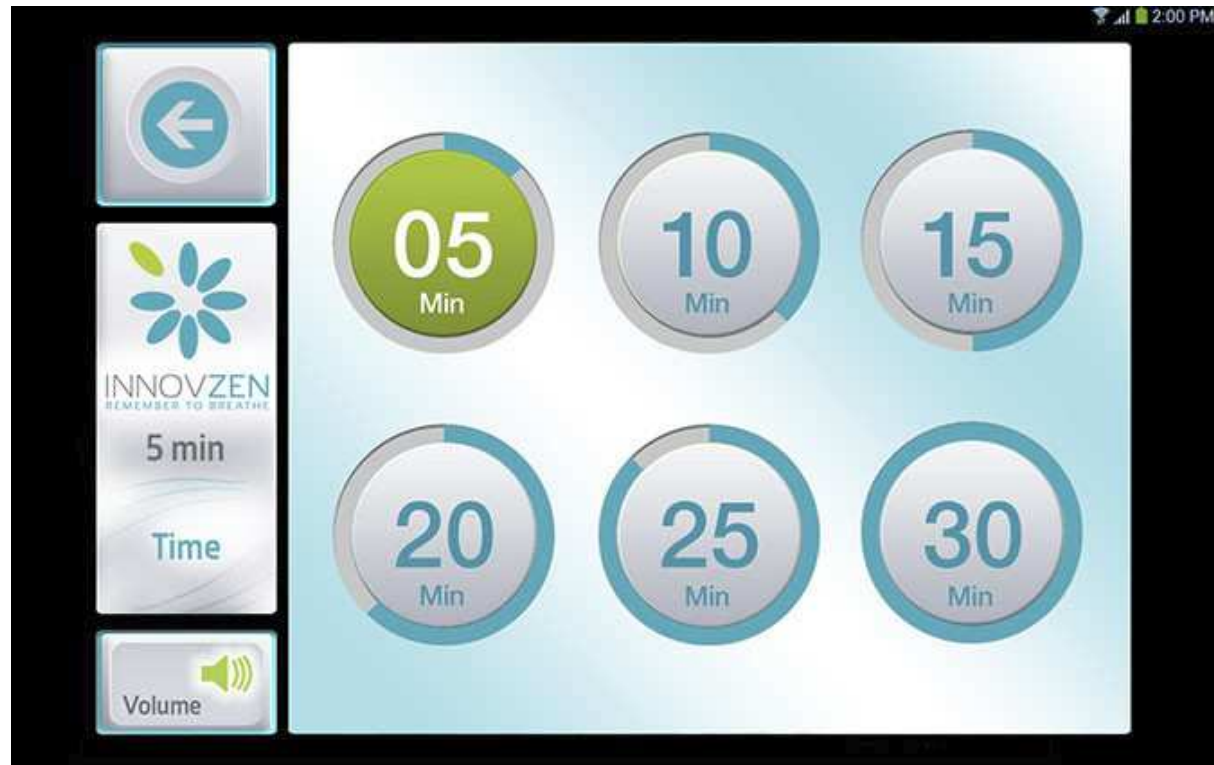 2:00 PM
INNOVZEN
REMEMBER TO BREATHE
5 min
Time
Volume
05
Min
10
Min
15
Min
20
Min
25
Min
30
Min